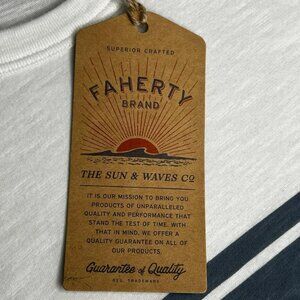 SUPERIOR CRAFTED
FAHERTY
BRAND
THE SUN & WAVES CO
IT IS OUR MISSION TO BRING YOU
PRODUCTS OF UNPARALLELED
QUALITY AND PERFORMANCE THAT
STAND THE TEST OF TIME. WITH
THAT IN MIND, WE OFFER A
QUALITY GUARANTEE ON ALL OF
OUR PRODUCTS.
Guarantee of Quality
REG. TRADEMARK